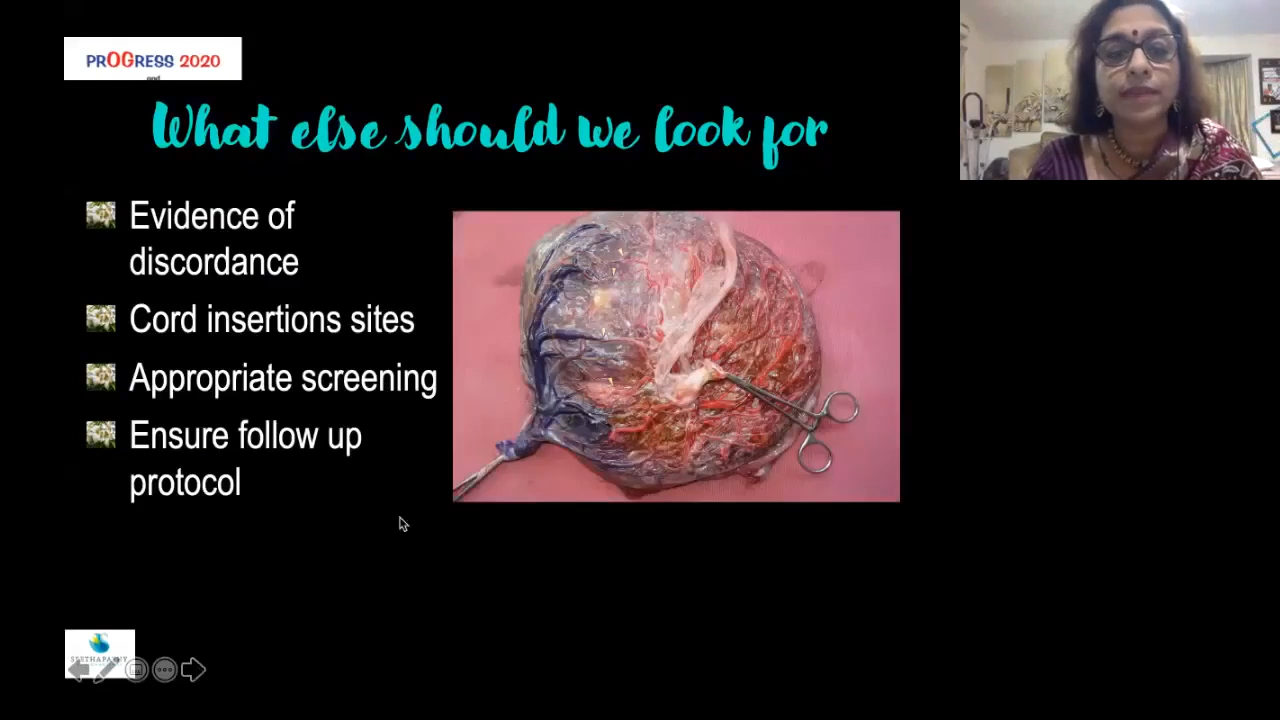 PROGRESS 2020
and
What else should we look for
Evidence of
discordance
Cord insertions sites
Appropriate screening
Ensure follow up
protocol